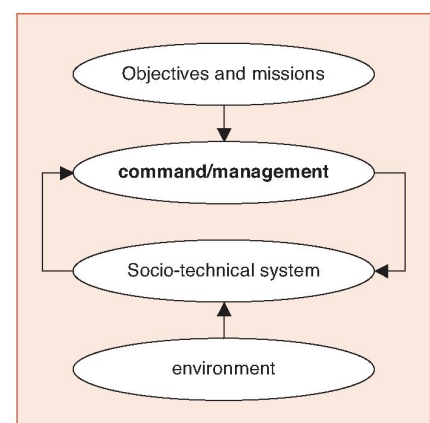 Objectives and missions
command/management
Socio-technical system
environment